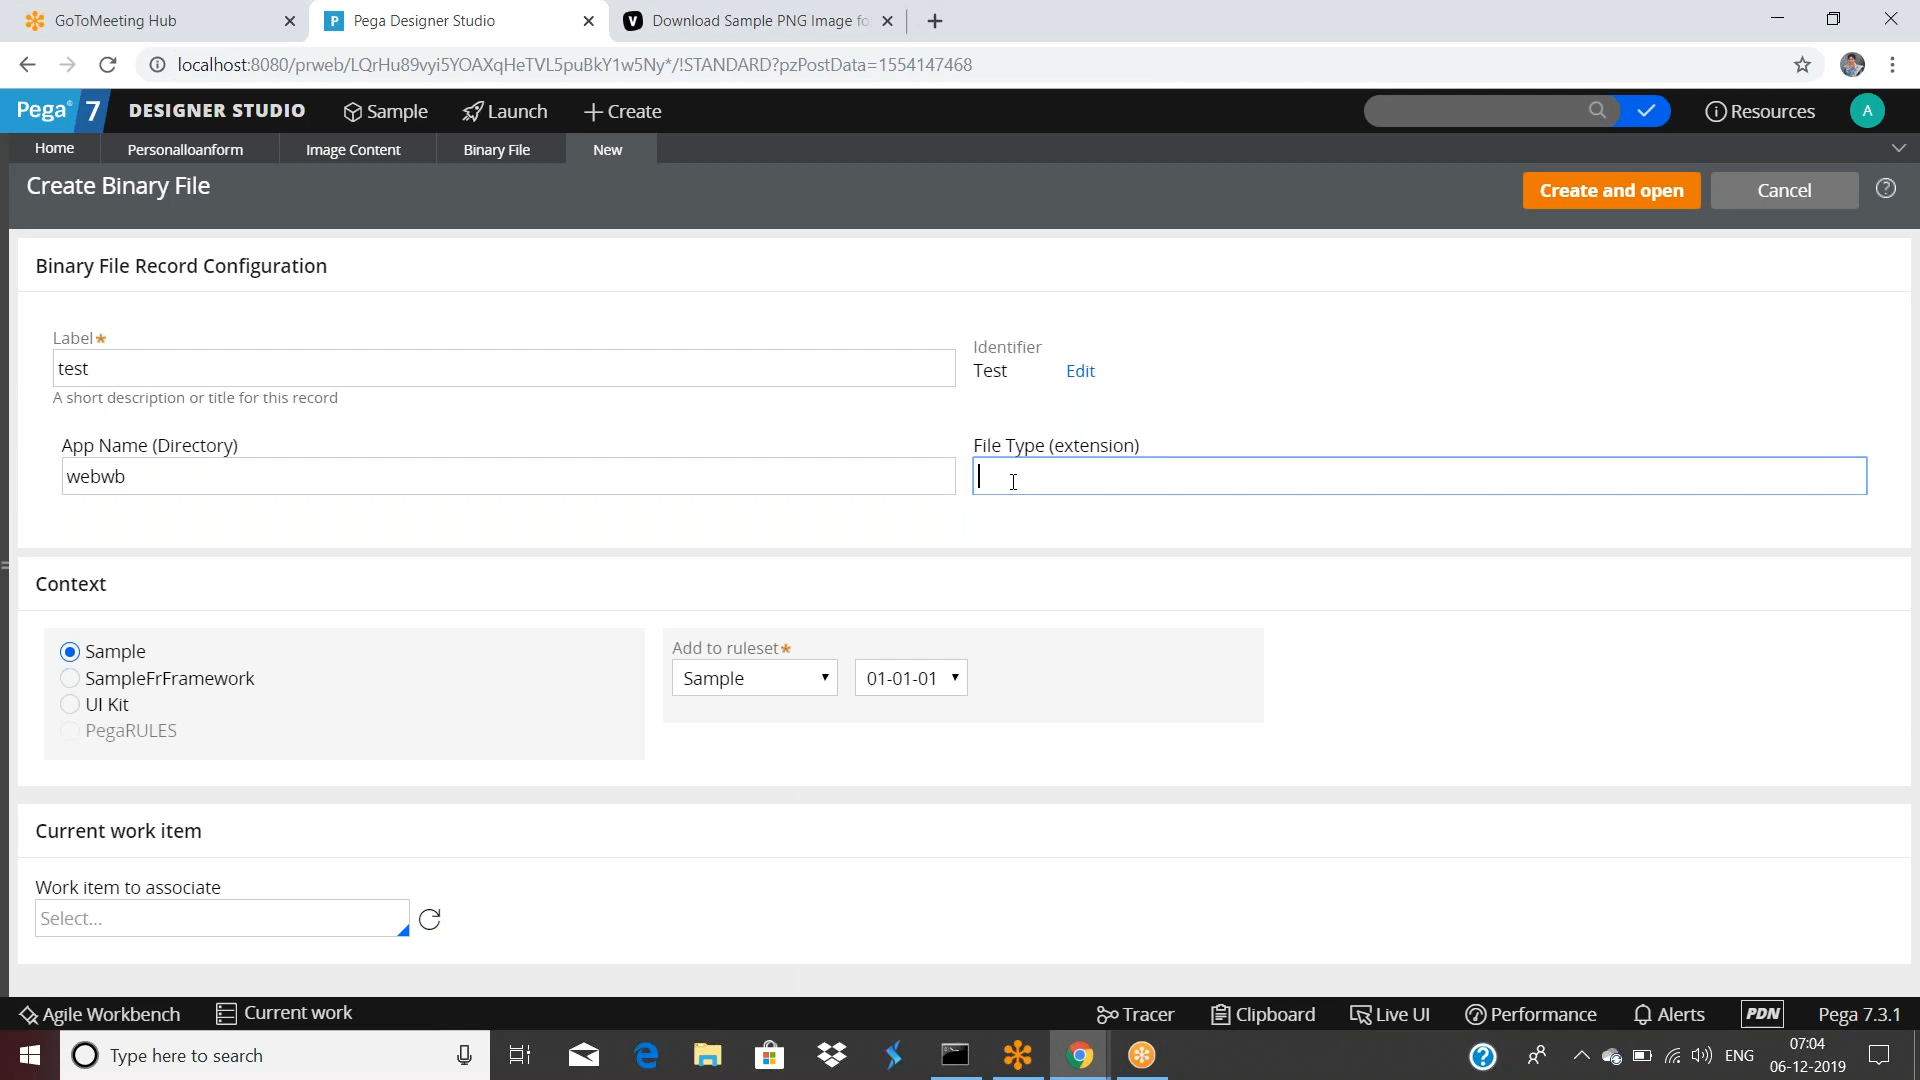 GoToMeeting Hub
Pega Designer Studio
Download Sample PNG Image fo
localhost:8080/prweb/LQrHu89vyi5YOAXqHeTVL5puBkY1w5Ny*/!STANDARD?pzPostData=1554147468
Pega 7 DESIGNER STUDIO Sample Launch + Create Resources A
Home Personalloanform Image Content Binary File New
Create Binary File Create and open Cancel ?
Binary File Record Configuration
Label*
Identifier
test
Test Edit
A short description or title for this record
App Name (Directory) File Type (extension)
webwb
Context
Sample
SampleFrFramework
UI Kit
PegaRULES
Add to ruleset*
Sample 01-01-01
Current work item
Work item to associate
Select...
Agile Workbench Current work Tracer Clipboard Live UI Performance Alerts PDN Pega 7.3.1
Type here to search ENG 07:04
06-12-2019